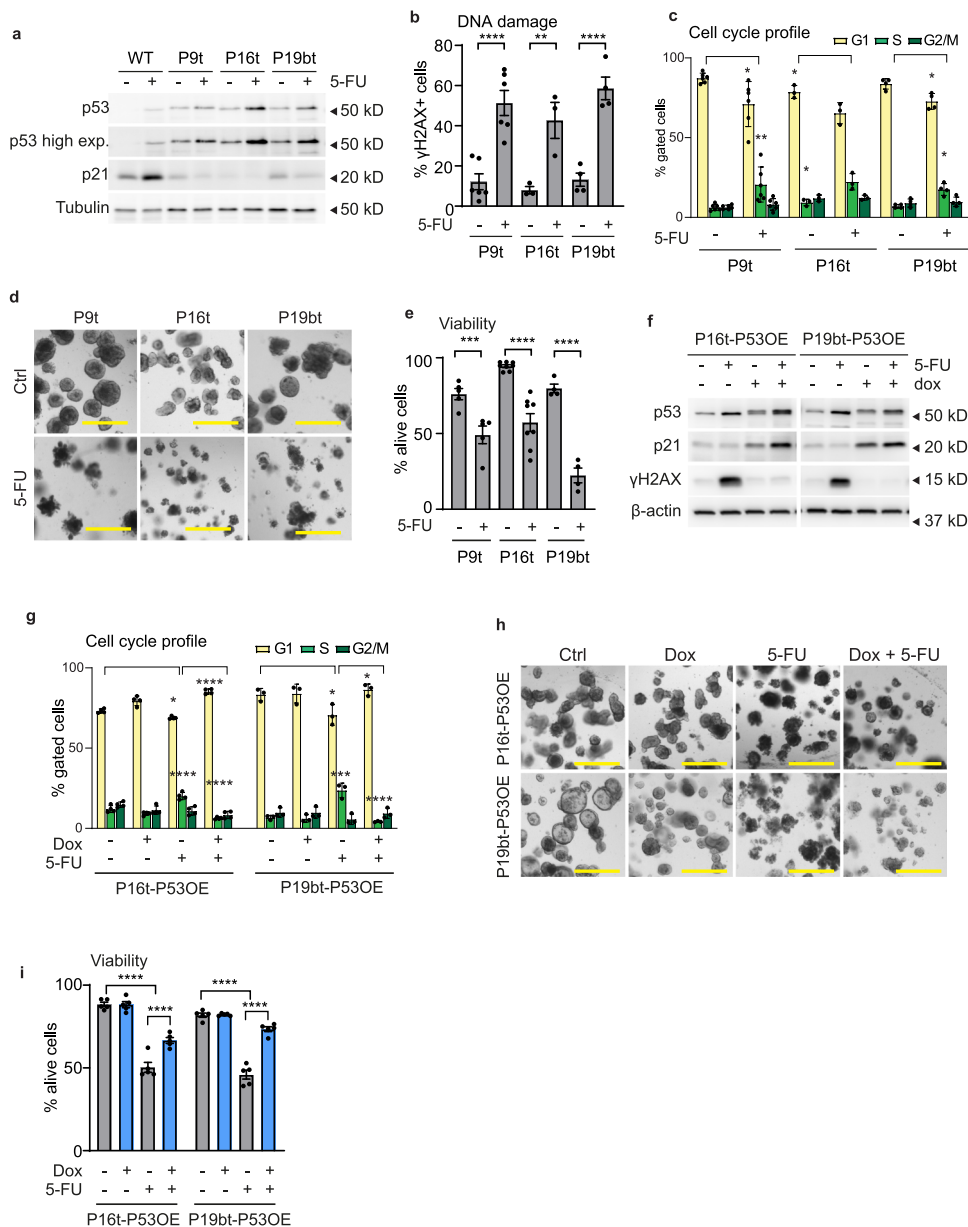 a
WT P9t P16t P19bt
- + - + - + - + 5-FU
p53 ◄ 50 kD
p53 high exp. ◄ 50 kD
p21 ◄ 20 kD
Tubulin ◄ 50 kD
b
DNA damage
**** ** ****
% γH2AX+ cells
80
60
40
20
0
5-FU - + - + - +
P9t P16t P19bt
c
Cell cycle profile
G1 S G2/M
% gated cells
100
50
0
* ** * * * *
5-FU - + - + - +
P9t P16t P19bt
d
P9t P16t P19bt
Ctrl
5-FU
e
Viability
*** **** ****
% alive cells
100
50
0
5-FU - + - + - +
P9t P16t P19bt
f
P16t-P53OE P19bt-P53OE
- + - + - + - + 5-FU
- - + + - - + + dox
p53 ◄ 50 kD
p21 ◄ 20 kD
γH2AX ◄ 15 kD
β-actin ◄ 37 kD
g
Cell cycle profile
G1 S G2/M
% gated cells
100
50
0
* **** **** **** * * **** ****
Dox - + - + - + - +
5-FU - - + + - - + +
P16t-P53OE P19bt-P53OE
h
Ctrl Dox 5-FU Dox + 5-FU
P16t-P53OE
P19bt-P53OE
i
Viability
**** **** **** ****
% alive cells
100
50
0
Dox - + - + - + - +
5-FU - - + + - - + +
P16t-P53OE P19bt-P53OE